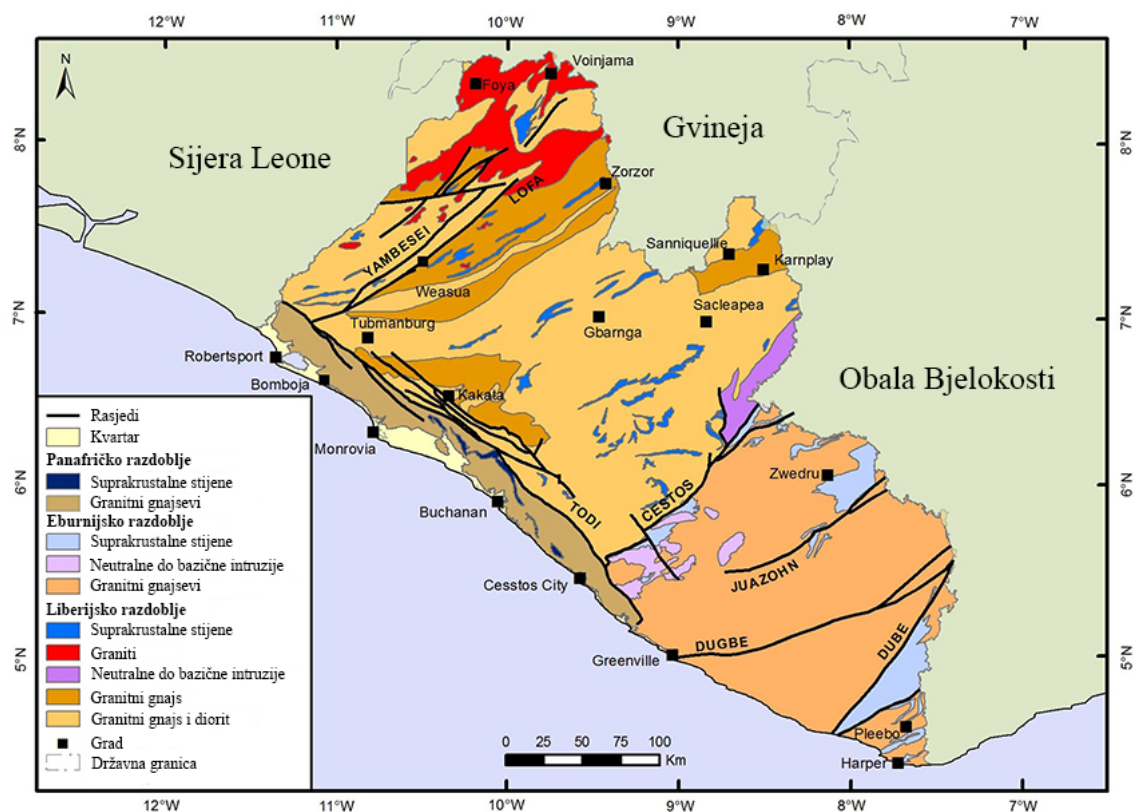 12°W
11°W
10°W
9°W
8°W
7°W
N
8°N
7°N
6°N
5°N
8°N
7°N
6°N
5°N
Sijera Leone
Gvineja
Obala Bjelokosti
Voinjama
Foya
Zorzor
LOFA
YAMBESEI
Weasua
Sanniquellie
Karnplay
Sacleapea
Gbarnga
Tubmanburg
Robertsport
Bomboja
Kakata
Monrovia
Buchanan
TODI
CESTOS
Zwedru
JUAZOHN
Cesstos City
Greenville
DUGBE
DUBE
Pleebo
Harper
Rasjedi
Kvartar
Panafričko razdoblje
Suprakrustalne stijene
Granitni gnajsevi
Eburnijsko razdoblje
Suprakrustalne stijene
Neutralne do bazične intruzije
Granitni gnajsevi
Liberijsko razdoblje
Suprakrustalne stijene
Graniti
Neutralne do bazične intruzije
Granitni gnajs
Granitni gnajs i diorit
Grad
Državna granica
0 25 50 75 100
Km
12°W
11°W
10°W
9°W
8°W
7°W